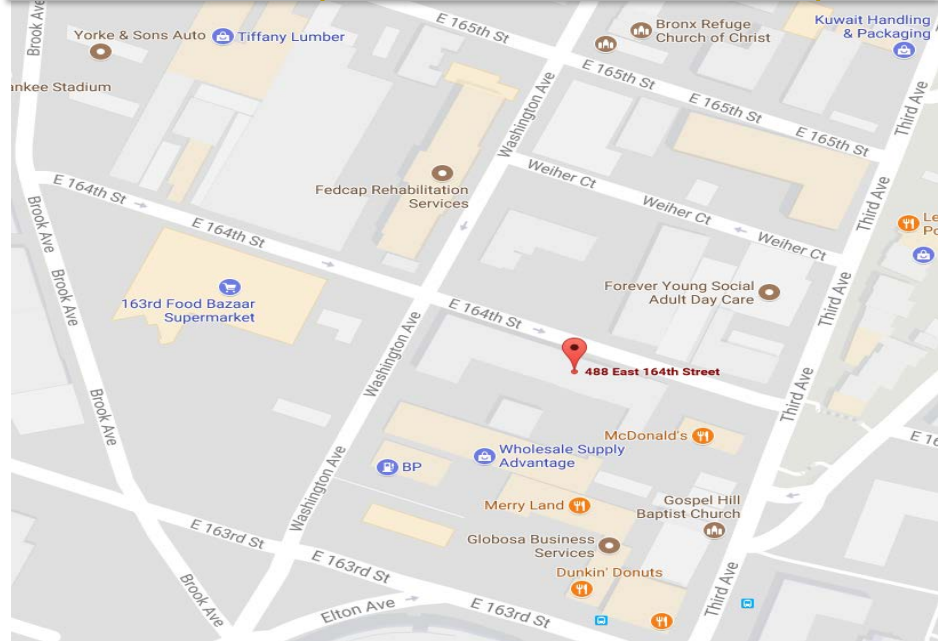 Brook Ave
Yorke & Sons Auto
Tiffany Lumber
E 165th St
Bronx Refuge
Church of Christ
Kuwait Handling
& Packaging
ankee Stadium
E 165th St
Washington Ave
E 165th St
Third Ave
E 164th St
Fedcap Rehabilitation
Services
Weiher Ct
Weiher Ct
Weiher Ct
Third Ave
Le
Po
Brook Ave
E 164th St
163rd Food Bazaar
Supermarket
Brook Ave
Forever Young Social
Adult Day Care
Third Ave
E 164th St
Washington Ave
488 East 164th Street
Third Ave
Brook Ave
McDonald's
E 16
Wholesale Supply
Advantage
BP
Washington Ave
Merry Land
Gospel Hill
Baptist Church
E 163rd St
Globosa Business
Services
E 163rd St
Dunkin' Donuts
Brook Ave
Elton Ave
E 163rd St
Third Ave